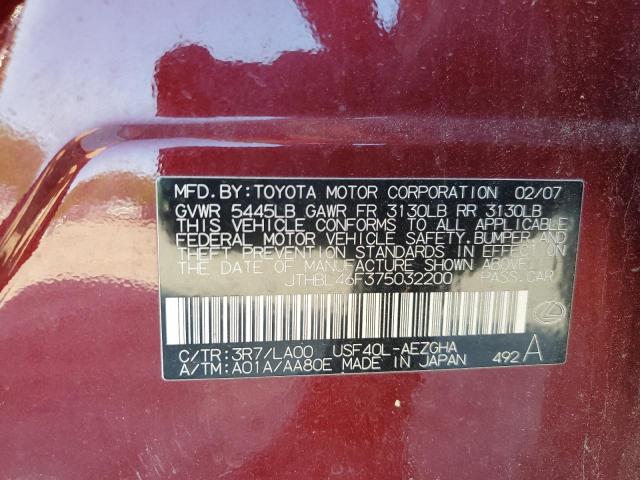 MFD. BY: TOYOTA MOTOR CORPORATION 02/07
GVWR 5445LB GAWR FR 3130LB RR 3130LB
THIS VEHICLE CONFORMS TO ALL APPLICABLE
FEDERAL MOTOR VEHICLE SAFETY, BUMPER, AND
THEFT PREVENTION STANDARDS IN EFFECT ON
THE DATE OF MANUFACTURE SHOWN ABOVE.
JTHBL46F375032200 PASS. CAR
C/TR: 3R7/LA00 USF40L-AEZGHA
A/TM: A01A/AA80E MADE IN JAPAN 492 A